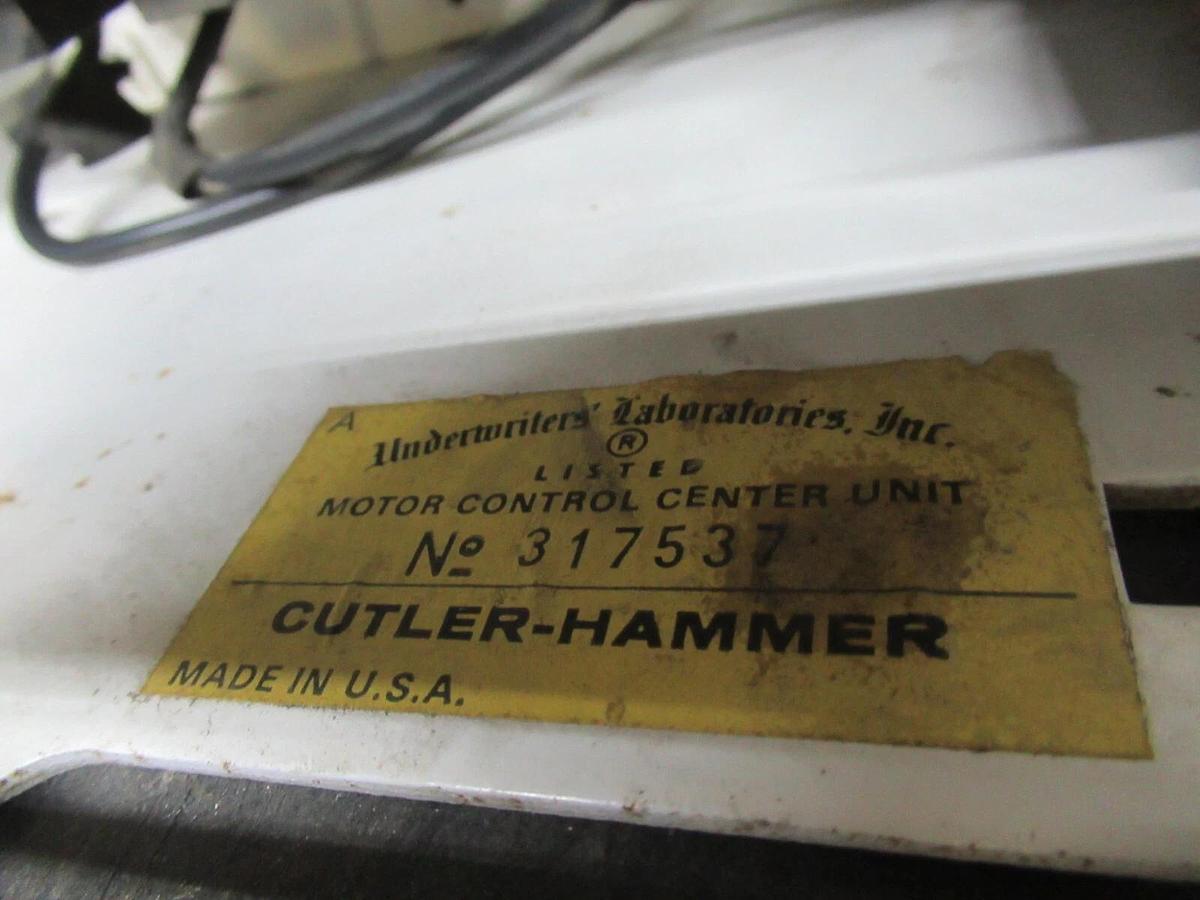 A
Underwriters' Laboratories, Inc.
®
LISTED
MOTOR CONTROL CENTER UNIT
Nº 317537
CUTLER-HAMMER
MADE IN U.S.A.